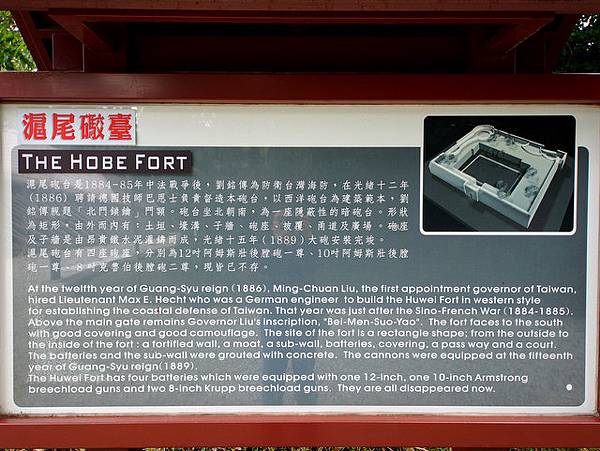 滬尾礮臺
THE HOBE FORT
滬尾砲台是1884-85年中法戰爭後，劉銘傳為防衛台灣海防，在光緒十二年
(1886) 聘請德國技師巴恩士負責督造本砲台，以西洋砲台為建築範本，劉
銘傳親題「北門鎖鑰」門額。砲台坐北朝南，為一座隱蔽性的暗砲台。形狀
為矩形，由外而內有：土垣、壕溝、子牆、砲座、被覆、甬道及廣場。砲座
及子牆是由昂貴鐵水泥灌鑄而成，光緒十五年（1889）大砲安裝完竣。
滬尾砲台有四座砲座，分別為12吋阿姆斯壯後膛砲一尊、10吋阿姆斯壯後膛
砲一尊、8吋克魯伯後膛砲二尊，現皆已不存。
At the twelfth year of Guang-Syu reign (1886), Ming-Chuan Liu, the first appointment governor of Taiwan,
hired Lieutenant Max E. Hecht who was a German engineer to build the Huwei Fort in western style
for establishing the coastal defense of Taiwan. That year was just after the Sino-French War (1884-1885).
Above the main gate remains Governor Liu's inscription, "Bei-Men-Suo-Yao". The fort faces to the south
with good covering and good camouflage. The site of the fort is a rectangle shape; from the outside to
the inside of the fort : a fortified wall, a moat, a sub-wall, batteries, covering, a pass way and a court.
The batteries and the sub-wall were grouted with concrete. The cannons were equipped at the fifteenth
year of Guang-Syu reign(1889).
The Huwei Fort has four batteries which were equipped with one 12-inch, one 10-inch Armstrong
breechload guns and two 8-inch Krupp breechload guns. They are all disappeared now.